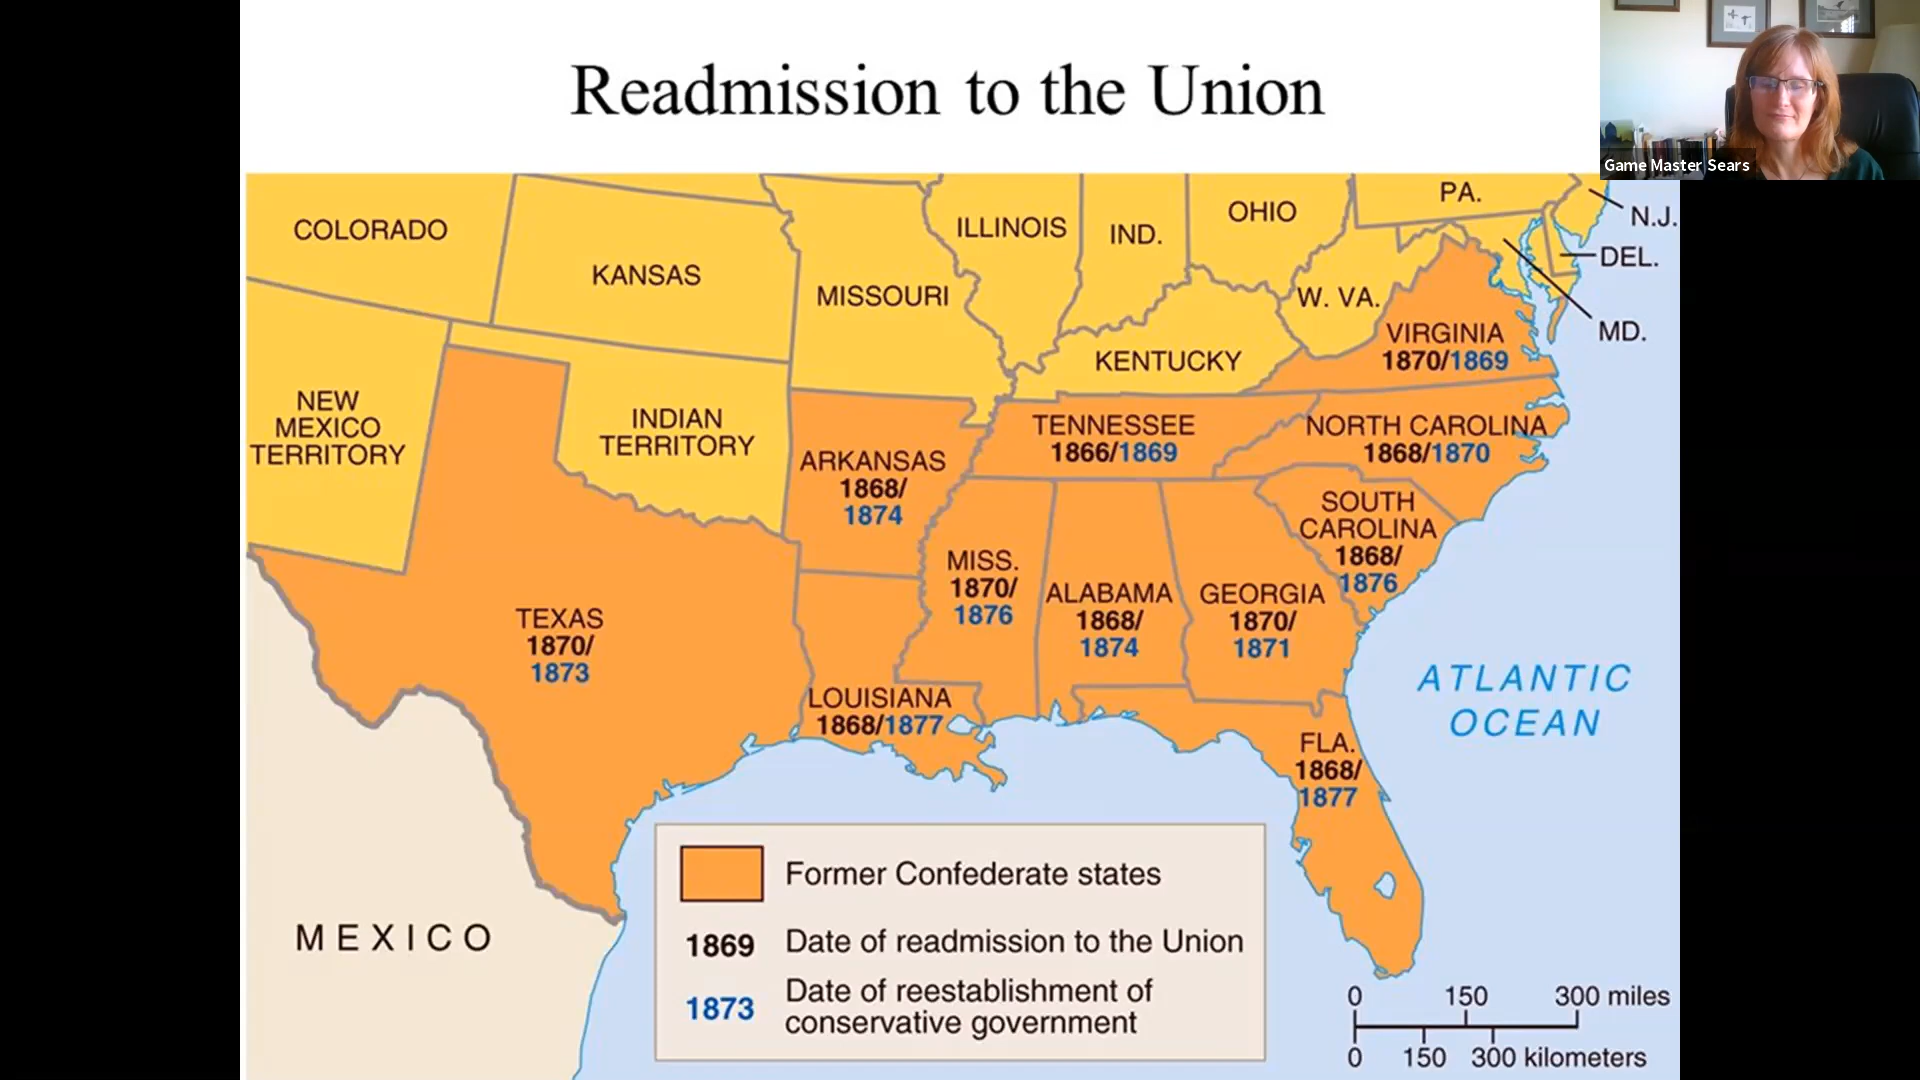 Readmission to the Union
Game Master Sears
COLORADO
KANSAS
MISSOURI
ILLINOIS
IND.
OHIO
PA.
N.J.
DEL.
MD.
W. VA.
VIRGINIA
1870/1869
KENTUCKY
NEW
MEXICO
TERRITORY
INDIAN
TERRITORY
ARKANSAS
1868/
1874
TENNESSEE
1866/1869
NORTH CAROLINA
1868/1870
SOUTH
CAROLINA
1868/
1876
TEXAS
1870/
1873
MISS.
1870/
1876
ALABAMA
1868/
1874
GEORGIA
1870/
1871
LOUISIANA
1868/1877
FLA.
1868/
1877
ATLANTIC
OCEAN
MEXICO
Former Confederate states
1869 Date of readmission to the Union
1873 Date of reestablishment of
conservative government
0 150 300 miles
0 150 300 kilometers